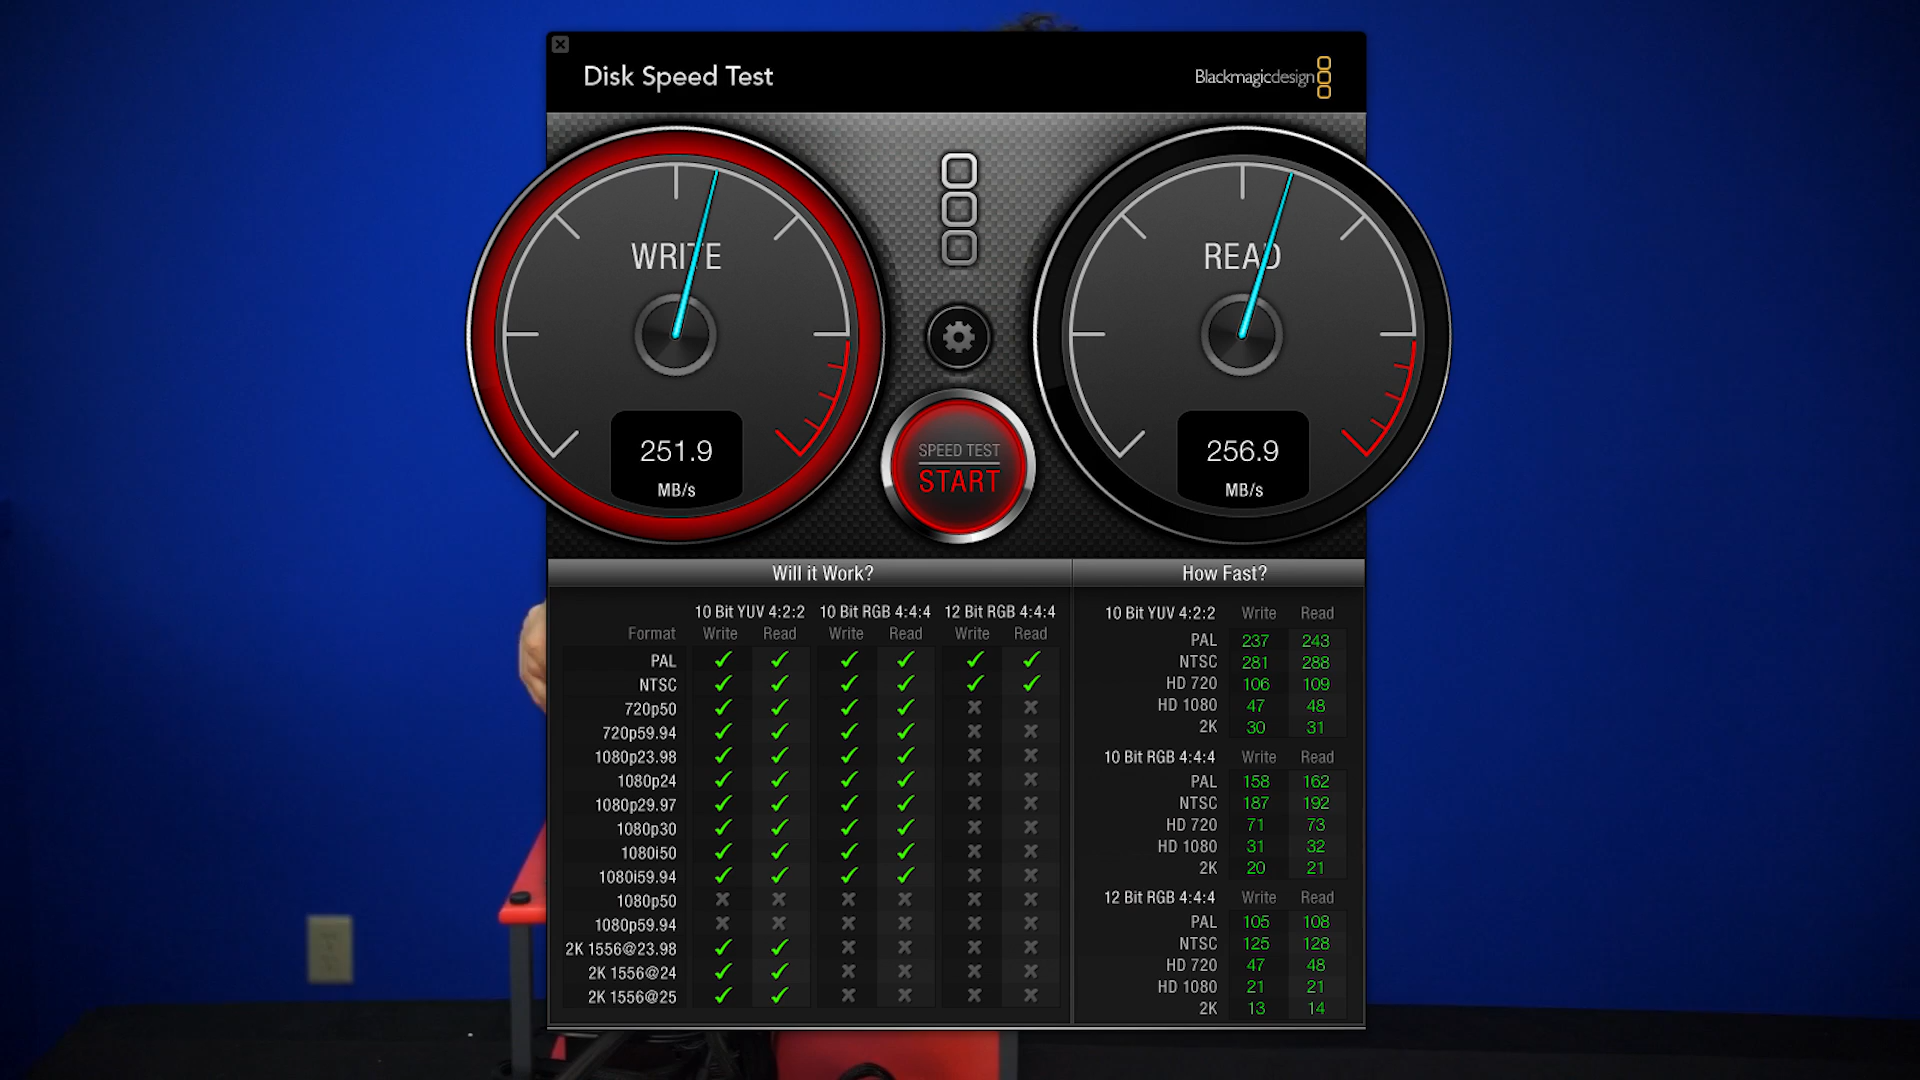 Disk Speed Test
Blackmagicdesign
WRITE
251.9
MB/s
SPEED TEST
START
READ
256.9
MB/s
Will it Work?
10 Bit YUV 4:2:2 10 Bit RGB 4:4:4 12 Bit RGB 4:4:4
Format Write Read Write Read Write Read
PAL ✓ ✓ ✓ ✓ ✓ ✓
NTSC ✓ ✓ ✓ ✓ ✓ ✓
720p50 ✓ ✓ ✓ ✓ x x
720p59.94 ✓ ✓ ✓ ✓ x x
1080p23.98 ✓ ✓ ✓ ✓ x x
1080p24 ✓ ✓ ✓ ✓ x x
1080p29.97 ✓ ✓ ✓ ✓ x x
1080p30 ✓ ✓ ✓ ✓ x x
1080i50 ✓ ✓ ✓ ✓ x x
1080i59.94 ✓ ✓ ✓ ✓ x x
1080p50 x x x x x x
1080p59.94 x x x x x x
2K 1556@23.98 ✓ ✓ x x x x
2K 1556@24 ✓ ✓ x x x x
2K 1556@25 ✓ ✓ x x x x
How Fast?
10 Bit YUV 4:2:2 Write Read
PAL 237 243
NTSC 281 288
HD 720 106 109
HD 1080 47 48
2K 30 31
10 Bit RGB 4:4:4 Write Read
PAL 158 162
NTSC 187 192
HD 720 71 73
HD 1080 31 32
2K 20 21
12 Bit RGB 4:4:4 Write Read
PAL 105 108
NTSC 125 128
HD 720 47 48
HD 1080 21 21
2K 13 14